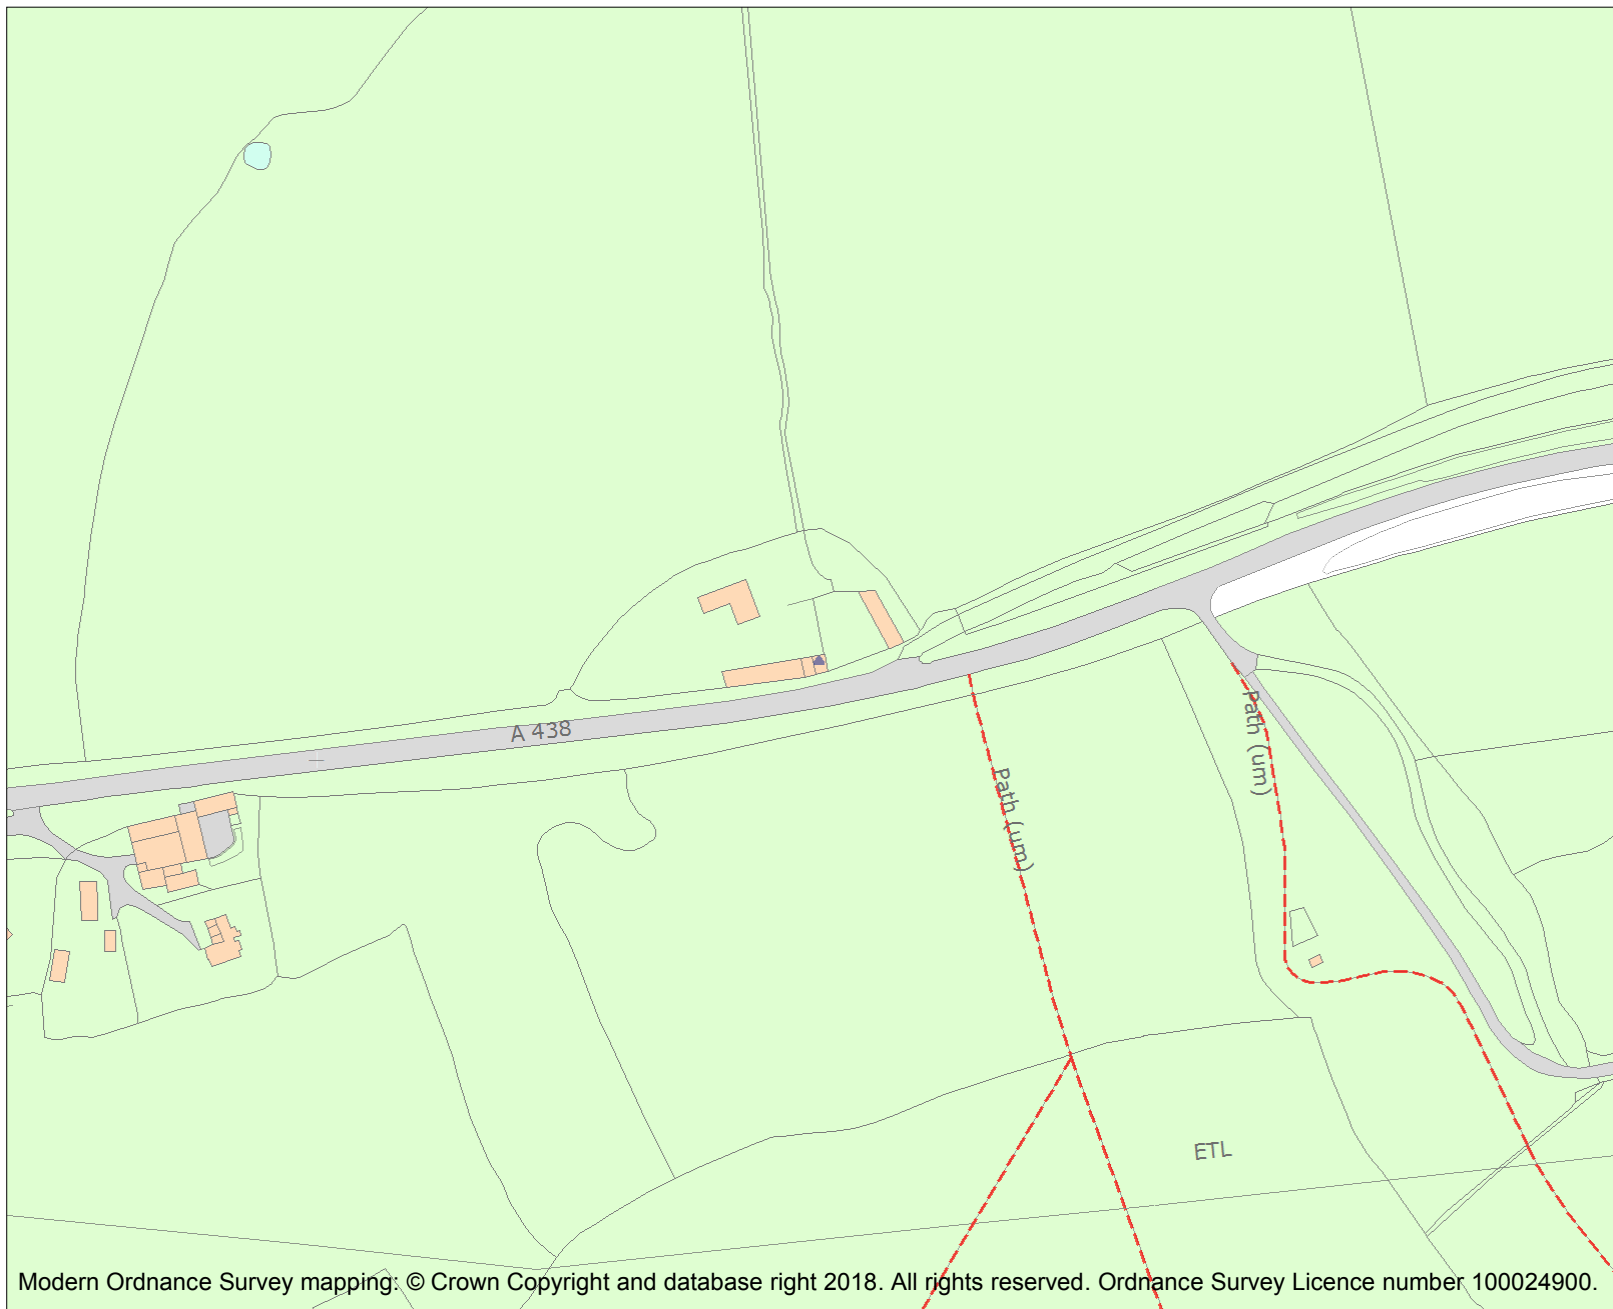 A 438
Path (um)
Path (um)
ETL
Modern Ordnance Survey mapping: © Crown Copyright and database right 2018. All rights reserved. Ordnance Survey Licence number 100024900.